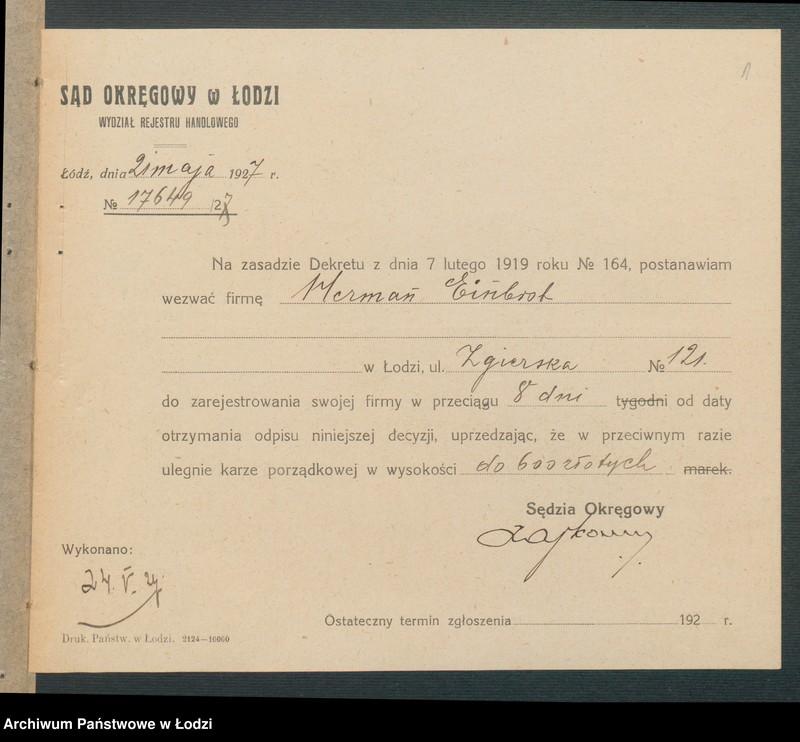 SĄD OKRĘGOWY w ŁODZI
WYDZIAŁ REJESTRU HANDLOWEGO
Łódź, dnia 21 maja 1927 r.
№ 17649 /27
Na zasadzie Dekretu z dnia 7 lutego 1919 roku № 164, postanawiam
wezwać firmę Herman Einbrot
w Łodzi, ul. Zgierska № 121.
do zarejestrowania swojej firmy w przeciągu 8 dni tygodni od daty
otrzymania odpisu niniejszej decyzji, uprzedzając, że w przeciwnym razie
ulegnie karze porządkowej w wysokości do 600 złotych marek.
Sędzia Okręgowy
Wykonano:
24. V. 27.
Ostateczny termin zgłoszenia 192 r.
Druk. Państw. w Łodzi. 2124—10000
Archiwum Państwowe w Łodzi